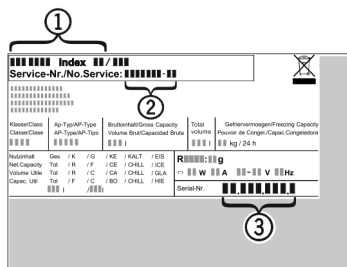 1
Index /
Service-Nr./No.Service: -
2
Klasse/Class Ap-Typ/AP-Type Bruttoinhalt/Gross Capacity Total Gefriervermoegen/Freezing Capacity
Classe/Clase AP-Type/AP-Tipo Volume Brut/Capacidad Bruta volume Pouvoir de Congel./Capac.Congeladora
l l kg / 24 h
Nutzinhalt Ges / K / G / KE / KALT / EIS
Net Capacity Tot / R / F / CE / CHILL / ICE
Volume Utile Tot / R / C / CA / CHILL / GLA
Capac. Util Tot / F / C / BO / CHILL / HIE
l / l
R : g
W A - V Hz
Serial-Nr. . . .
3